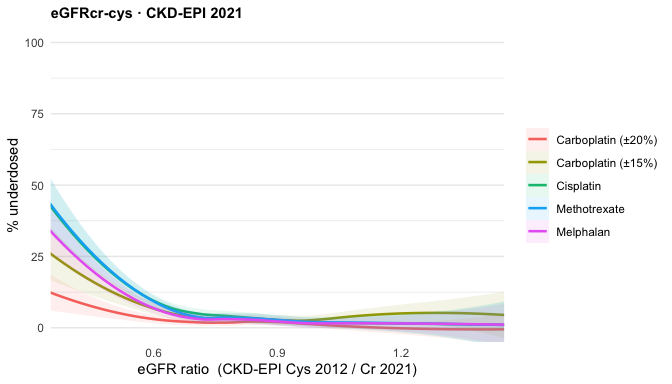 eGFRcr-cys · CKD-EPI 2021
% underdosed
100
75
50
25
0
0.6 0.9 1.2
eGFR ratio (CKD-EPI Cys 2012 / Cr 2021)
Carboplatin (±20%)
Carboplatin (±15%)
Cisplatin
Methotrexate
Melphalan